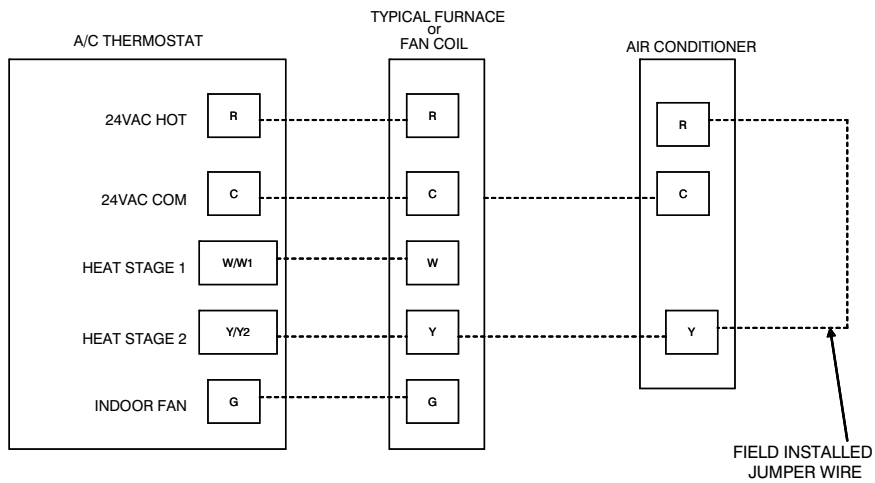 TYPICAL FURNACE
or
FAN COIL
A/C THERMOSTAT
AIR CONDITIONER
24VAC HOT
R
R
R
24VAC COM
C
C
C
HEAT STAGE 1
W/W1
W
HEAT STAGE 2
Y/Y2
Y
Y
INDOOR FAN
G
G
FIELD INSTALLED
JUMPER WIRE